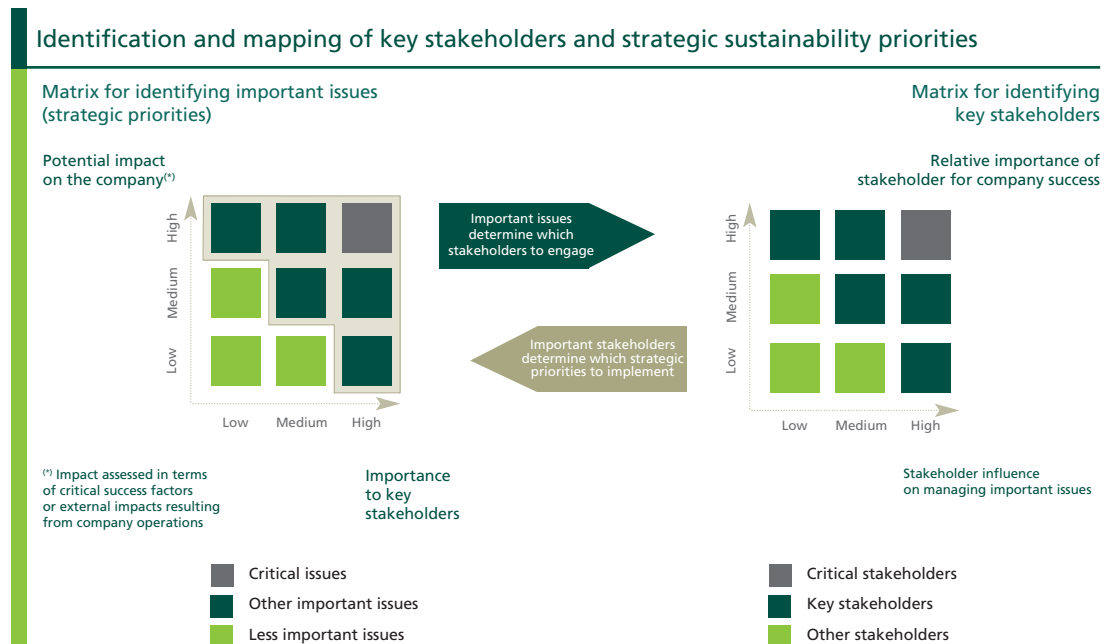 Identification and mapping of key stakeholders and strategic sustainability priorities
Matrix for identifying important issues
(strategic priorities)
Potential impact
on the company(*)
High
Medium
Low
Low
Medium
High
(*) Impact assessed in terms
of critical success factors
or external impacts resulting
from company operations
Importance
to key
stakeholders
Critical issues
Other important issues
Less important issues
Important issues
determine which
stakeholders to engage
Important stakeholders
determine which strategic
priorities to implement
Matrix for identifying
key stakeholders
Relative importance of
stakeholder for company success
High
Medium
Low
Low
Medium
High
Stakeholder influence
on managing important issues
Critical stakeholders
Key stakeholders
Other stakeholders